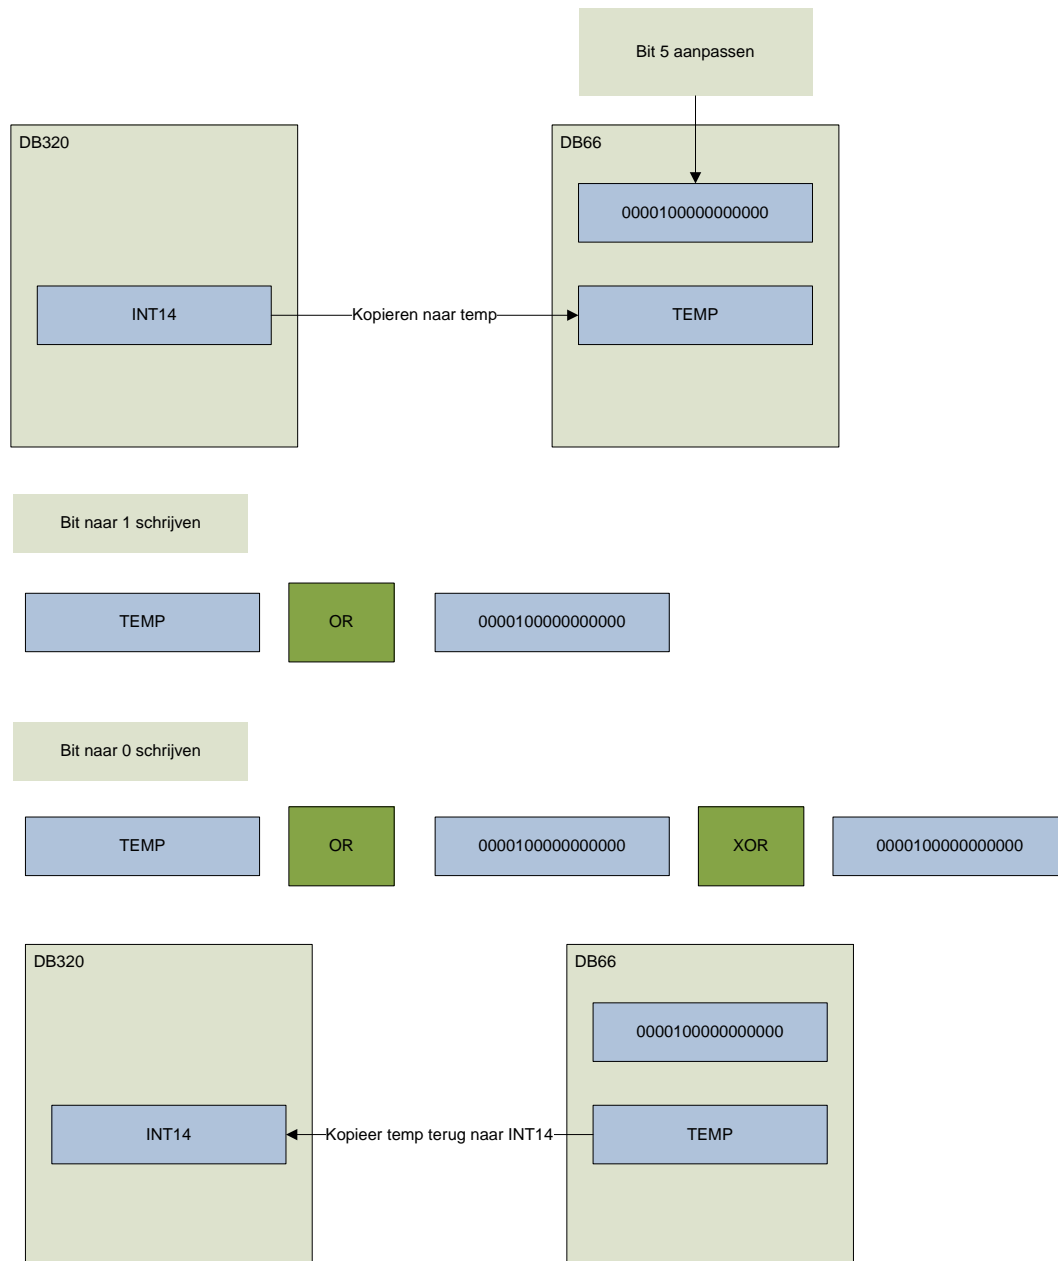 Bit 5 aanpassen
DB320
DB66
0000100000000000
INT14
Kopieren naar temp
TEMP
Bit naar 1 schrijven
TEMP
OR
0000100000000000
Bit naar 0 schrijven
TEMP
OR
0000100000000000
XOR
0000100000000000
DB320
DB66
0000100000000000
INT14
Kopieer temp terug naar INT14
TEMP